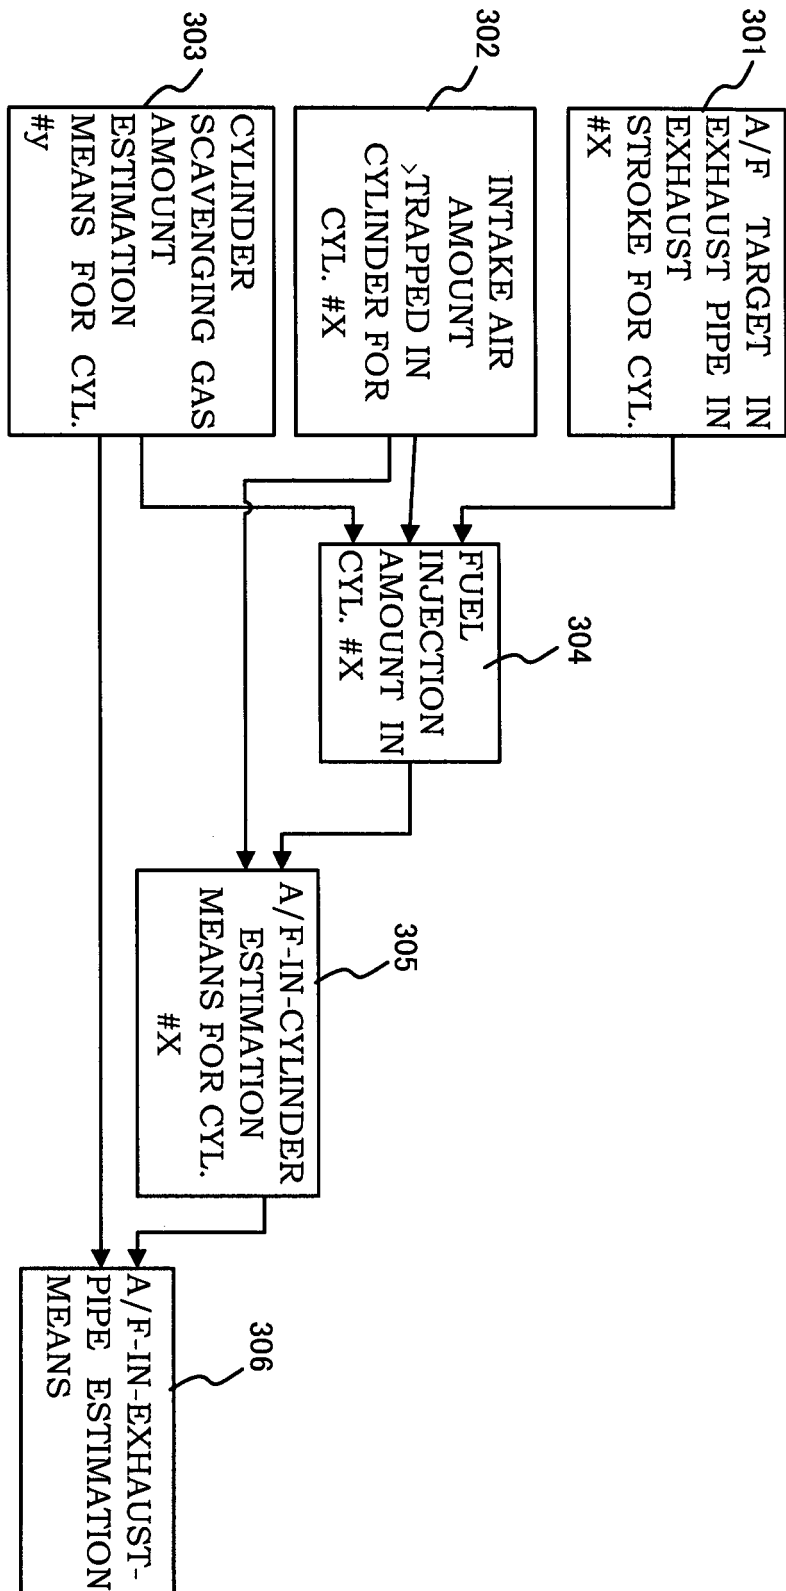 301
A/F TARGET IN
EXHAUST PIPE IN
EXHAUST
STROKE FOR CYL.
#X
302
INTAKE AIR
AMOUNT
>TRAPPED IN
CYLINDER FOR
CYL. #X
303
CYLINDER
SCAVENGING GAS
AMOUNT
ESTIMATION
MEANS FOR CYL.
#y
304
FUEL
INJECTION
AMOUNT IN
CYL. #X
305
A/F-IN-CYLINDER
ESTIMATION
MEANS FOR CYL.
#X
306
A/F-IN-EXHAUST-
PIPE ESTIMATION
MEANS